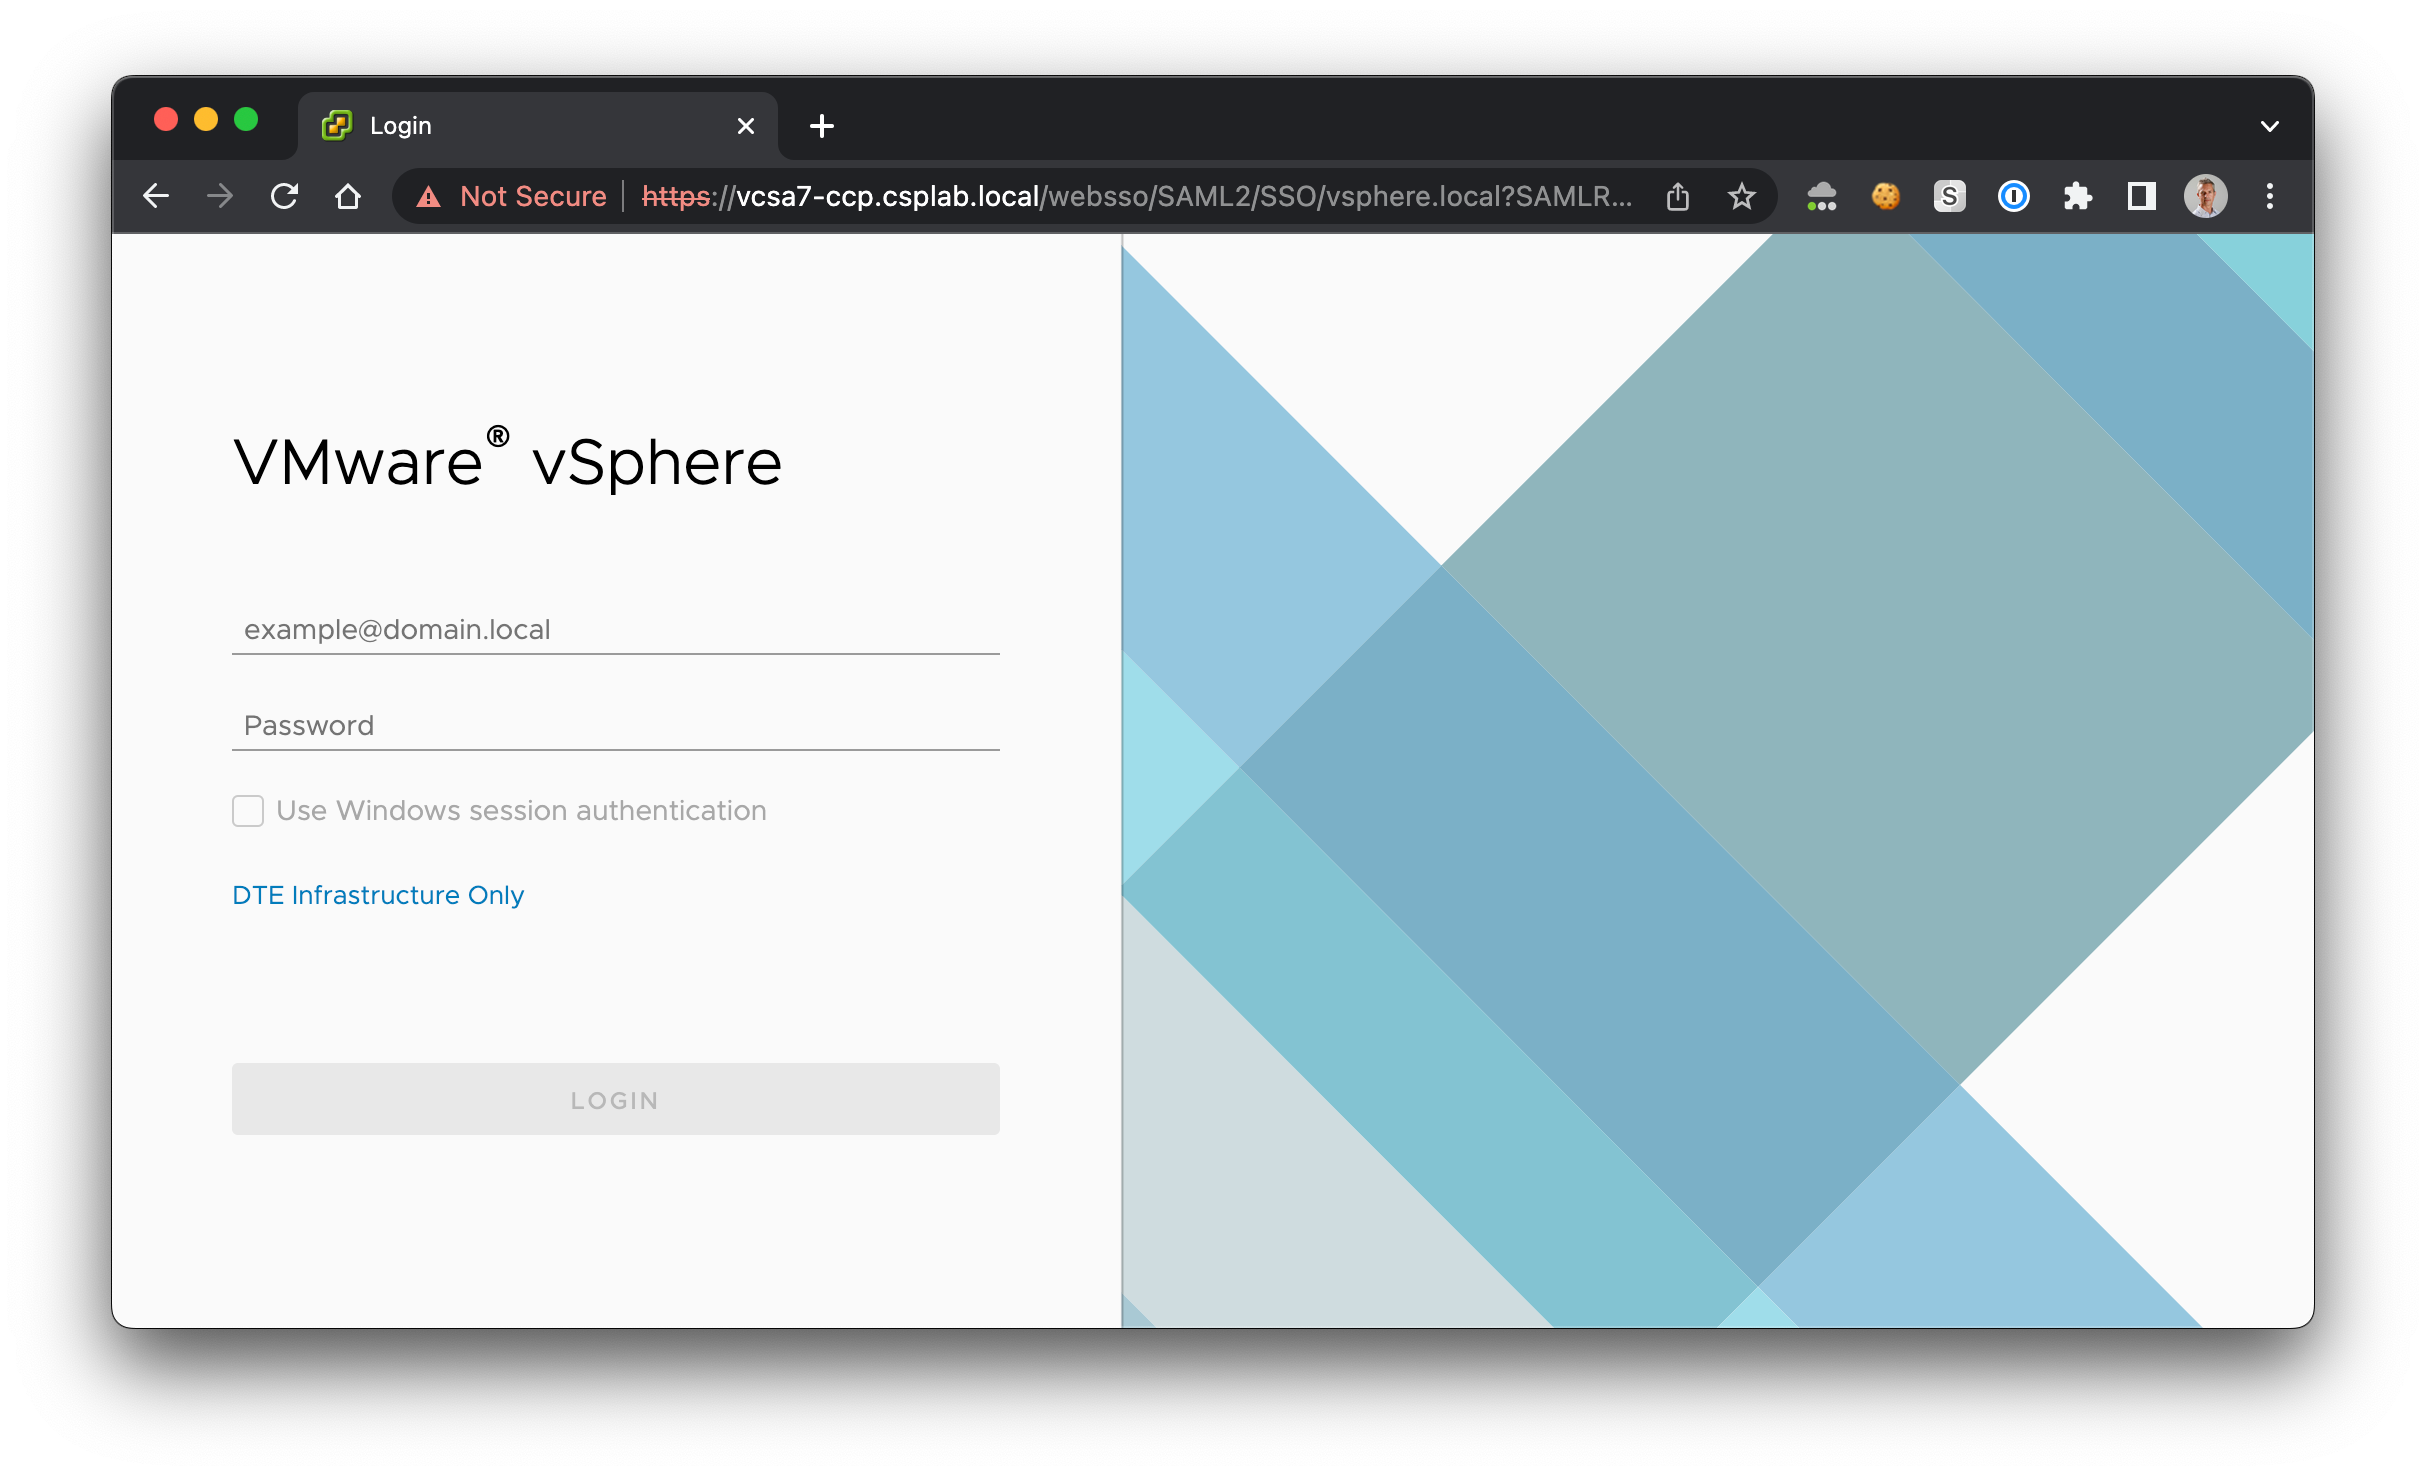 Login
Not Secure https://vcsa7-ccp.csplab.local/websso/SAML2/SSO/vsphere.local?SAMLR...
VMware® vSphere
example@domain.local
Password
Use Windows session authentication
DTE Infrastructure Only
LOGIN